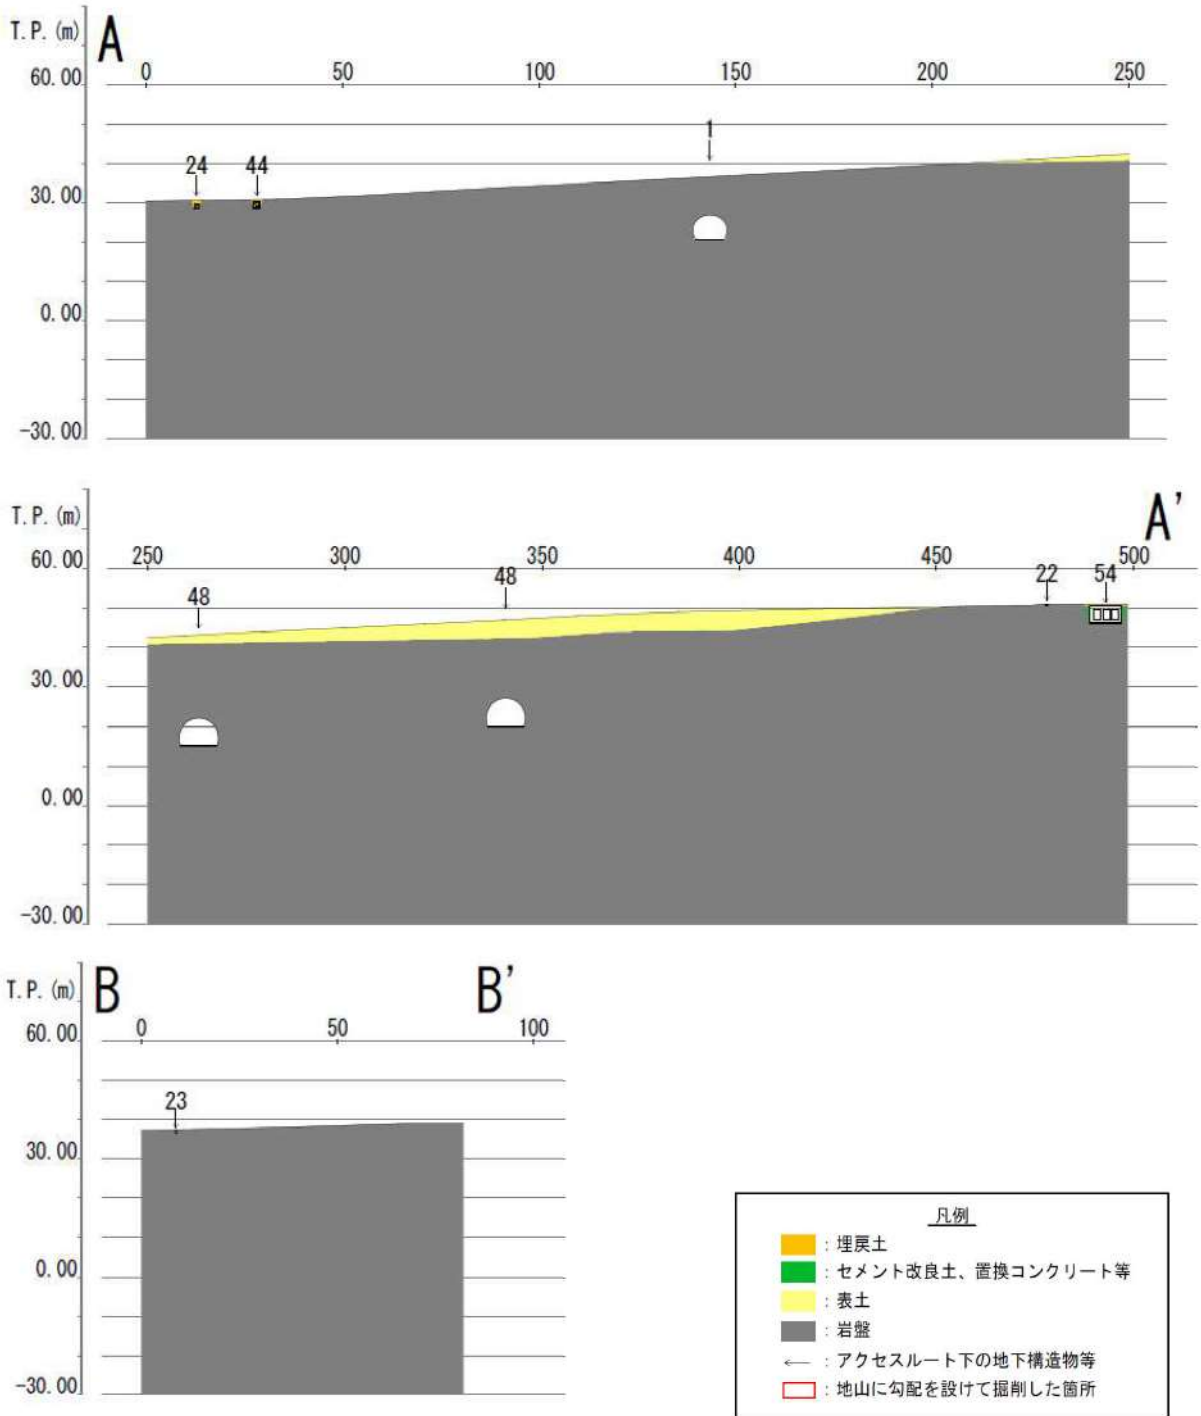 T.P.(m) A
0 50 100 150 200 250
60.00
1
24 44
30.00
0.00
-30.00
T.P.(m) A'
250 300 350 400 450 500
60.00
48 48 22 54
30.00
0.00
-30.00
T.P.(m) B B'
0 50 100
60.00
23
30.00
0.00
-30.00
凡例
：埋戻土
：セメント改良土、置換コンクリート等
：表土
：岩盤
：アクセスルート下の地下構造物等
：地山に勾配を設けて掘削した箇所